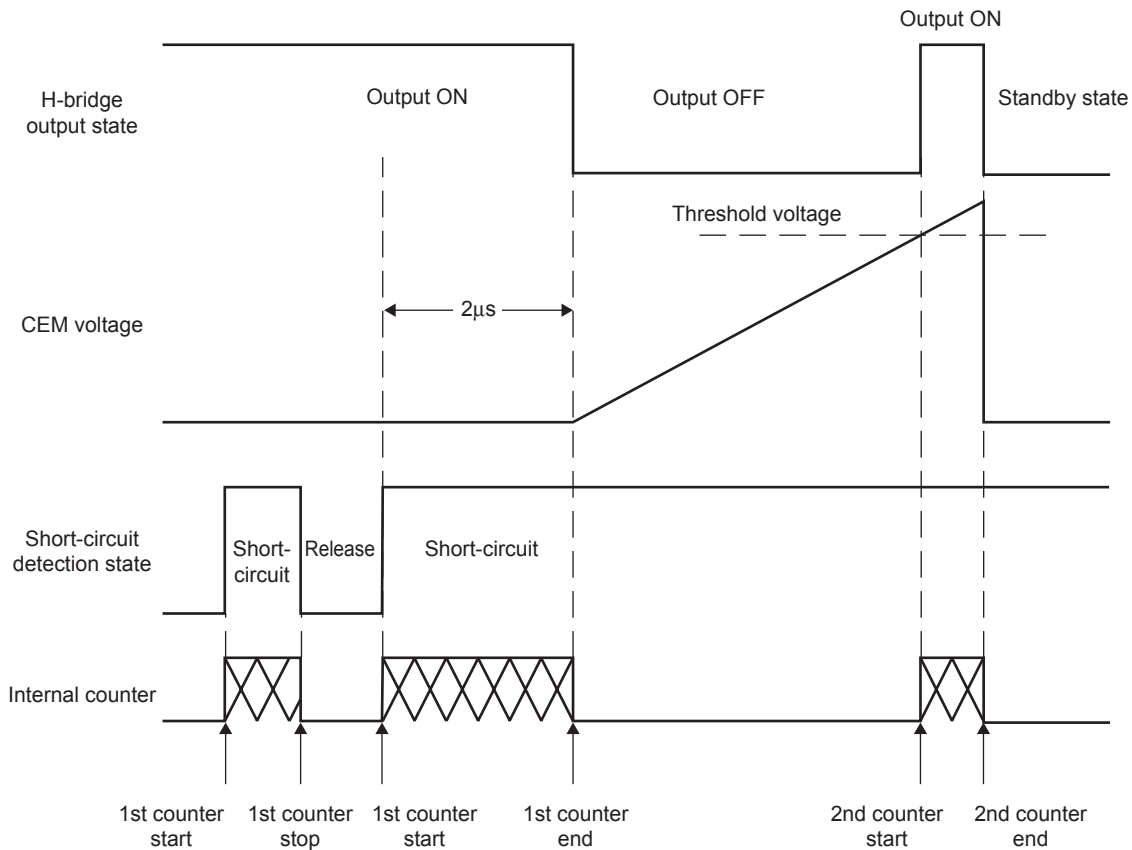 Output ON
H-bridge
output state
Output ON
Output OFF
Standby state
Threshold voltage
CEM voltage
2μs
Short-circuit
detection state
Short-
circuit
Release
Short-circuit
Internal counter
1st counter
start
1st counter
stop
1st counter
start
1st counter
end
2nd counter
start
2nd counter
end